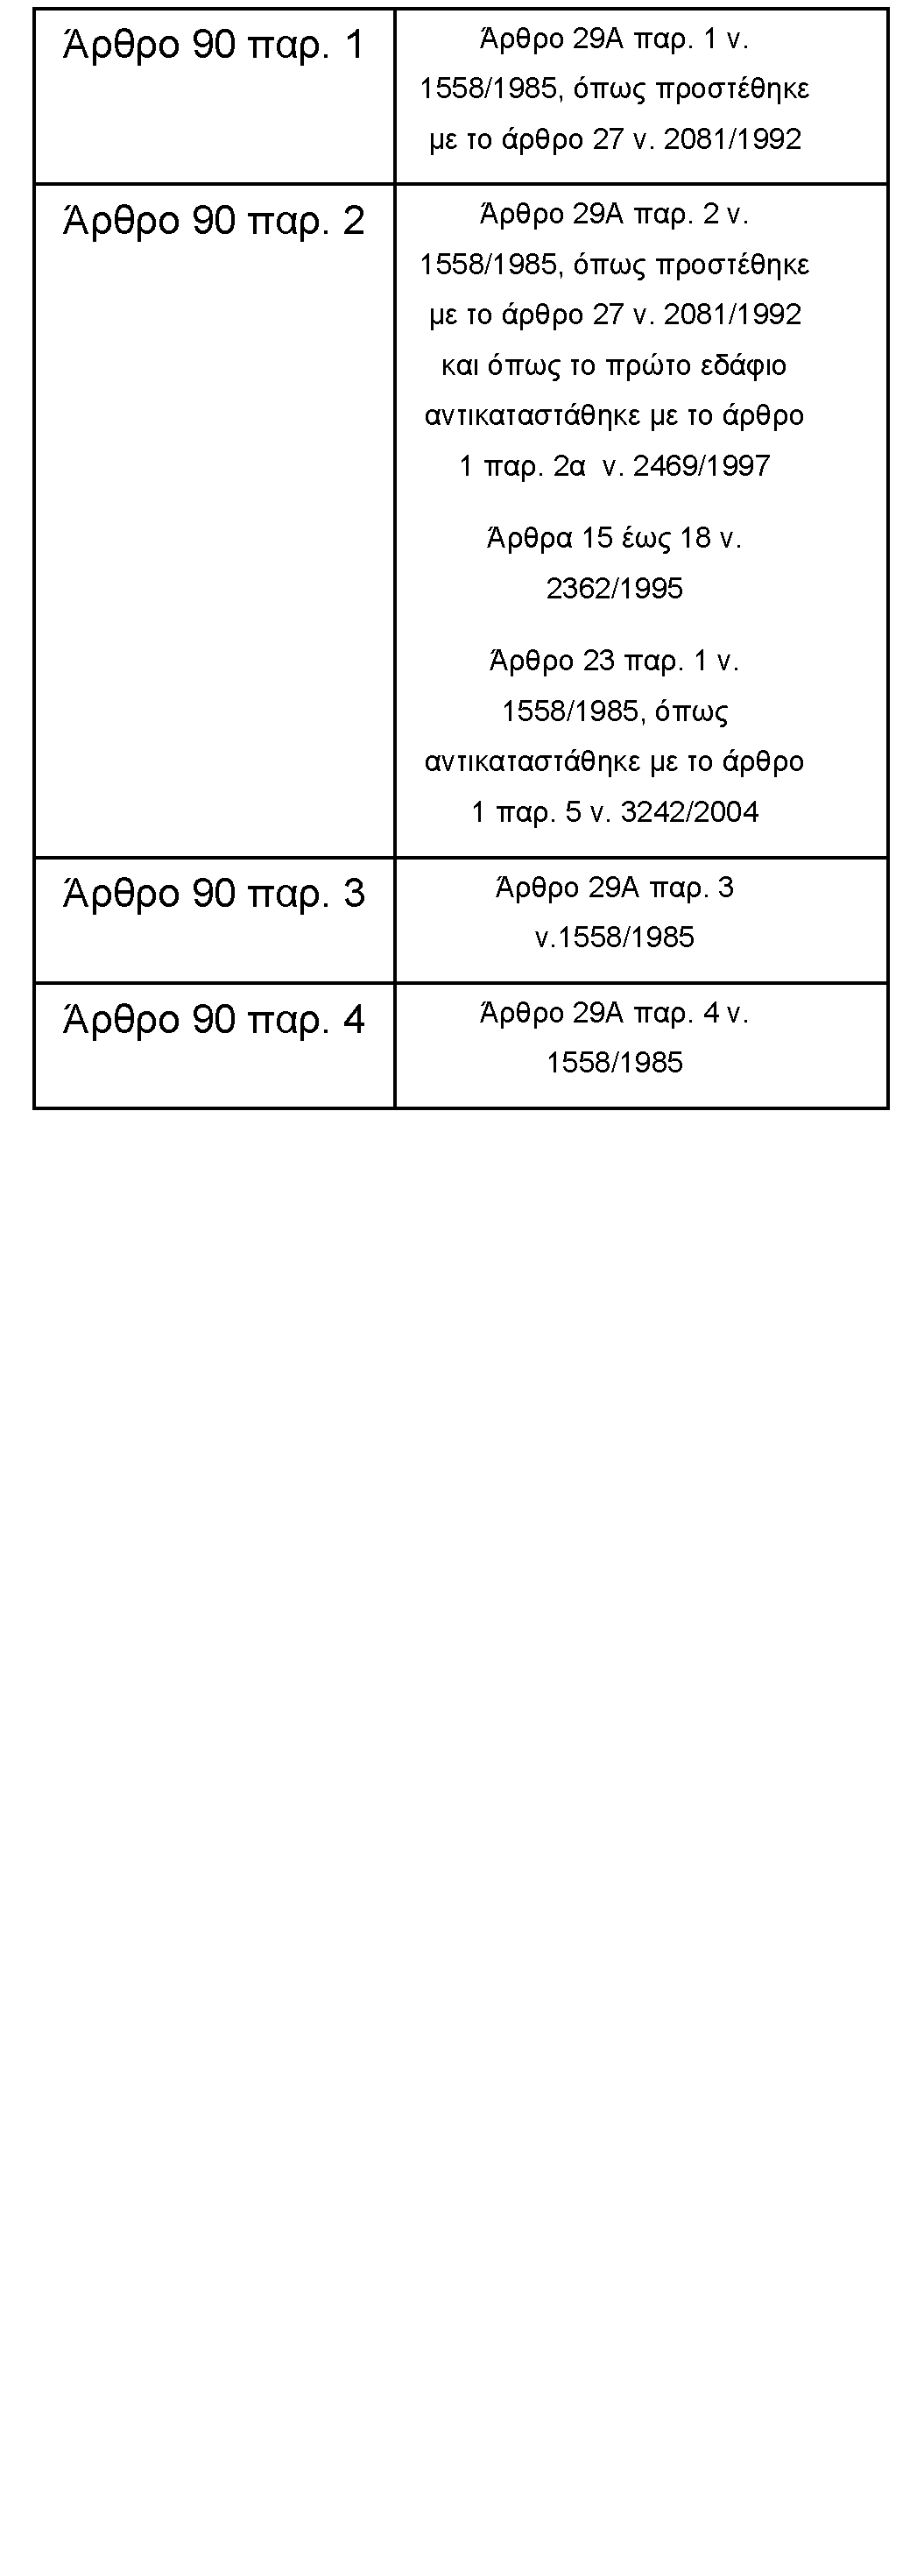 Άρθρο 90 παρ. 1
Άρθρο 29Α παρ. 1 ν.
1558/1985, όπως προστέθηκε
με το άρθρο 27 ν. 2081/1992
Άρθρο 90 παρ. 2
Άρθρο 29Α παρ. 2 ν.
1558/1985, όπως προστέθηκε
με το άρθρο 27 ν. 2081/1992
και όπως το πρώτο εδάφιο
αντικαταστάθηκε με το άρθρο
1 παρ. 2α  ν. 2469/1997
Άρθρα 15 έως 18 ν.
2362/1995
Άρθρο 23 παρ. 1 ν.
1558/1985, όπως
αντικαταστάθηκε με το άρθρο
1 παρ. 5 ν. 3242/2004
Άρθρο 90 παρ. 3
Άρθρο 29Α παρ. 3
ν.1558/1985
Άρθρο 90 παρ. 4
Άρθρο 29Α παρ. 4 ν.
1558/1985